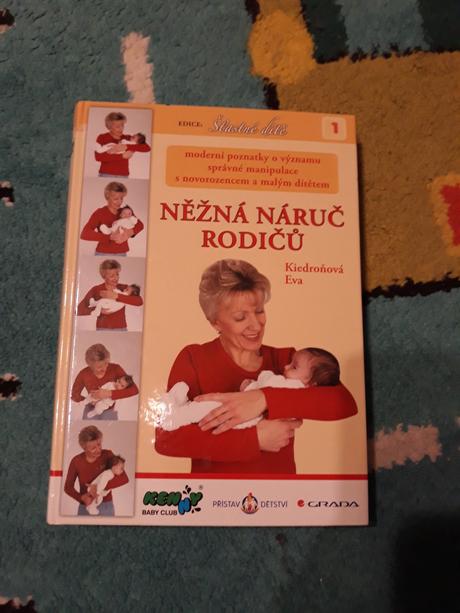 EDICE: Šťastné dítě 1
moderní poznatky o významu
správné manipulace
s novorozencem a malým dítětem
NĚŽNÁ NÁRUČ
RODIČŮ
Kiedroňová
Eva
KENNY
BABY CLUB
PŘÍSTAV DĚTSTVÍ
GRADA